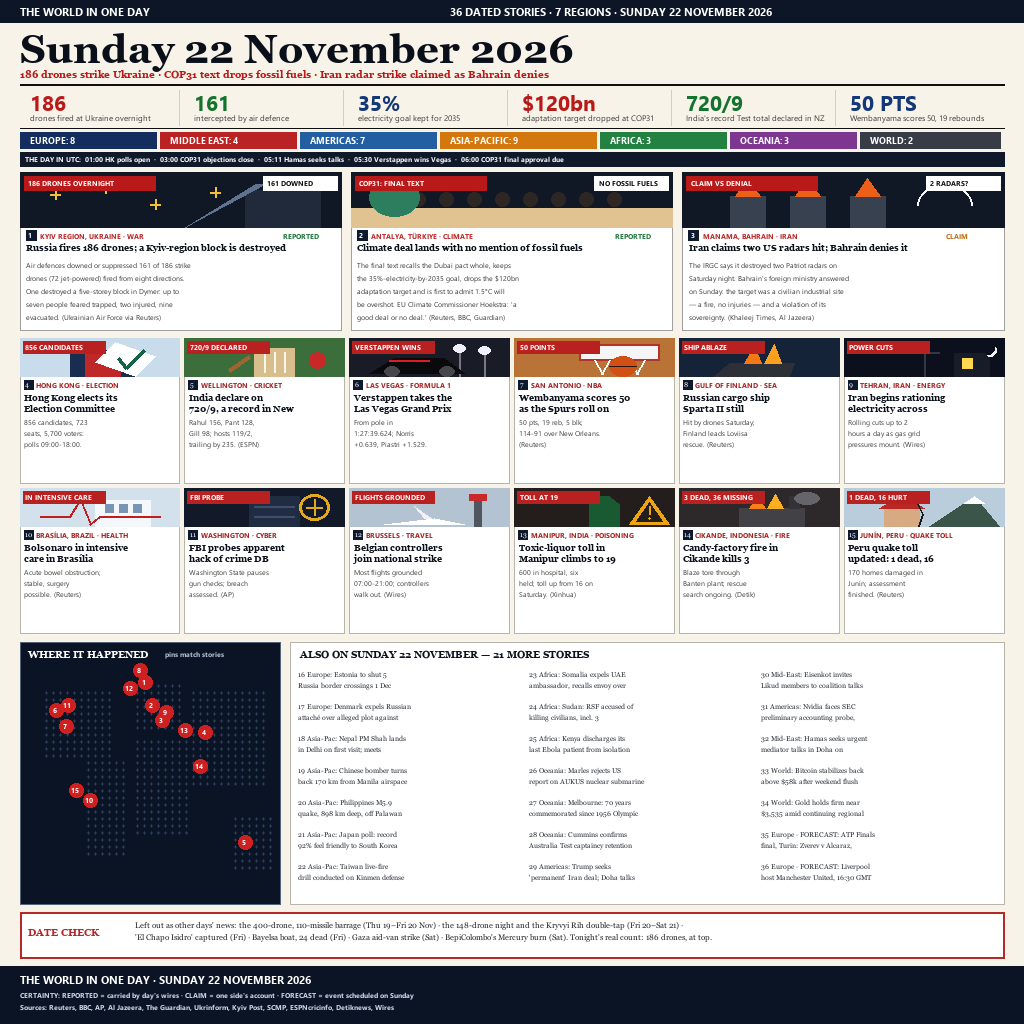 THE WORLD IN ONE DAY
36 DATED STORIES · 7 REGIONS · SUNDAY 22 NOVEMBER 2026
Sunday 22 November 2026
186 drones strike Ukraine · COP31 text drops fossil fuels · Iran radar strike claimed as Bahrain denies
186
drones fired at Ukraine overnight
161
intercepted by air defence
35%
electricity goal kept for 2035
$120bn
adaptation target dropped at COP31
720/9
India's record Test total declared in NZ
50 PTS
Wembanyama scores 50, 19 rebounds
EUROPE: 8
MIDDLE EAST: 4
AMERICAS: 7
ASIA-PACIFIC: 9
AFRICA: 3
OCEANIA: 3
WORLD: 2
THE DAY IN UTC: 01:00 HK polls open · 03:00 COP31 objections close · 05:11 Hamas seeks talks · 05:30 Verstappen wins Vegas · 06:00 COP31 final approval due
186 DRONES OVERNIGHT
161 DOWNED
1 KYIV REGION, UKRAINE · WAR
REPORTED
Russia fires 186 drones; a Kyiv-region block is destroyed
Air defences downed or suppressed 161 of 186 strike
drones (72 jet-powered) fired from eight directions.
One destroyed a five-storey block in Dymer: up to
seven people feared trapped, two injured, nine
evacuated. (Ukrainian Air Force via Reuters)
COP31: FINAL TEXT
NO FOSSIL FUELS
2 ANTALYA, TÜRKIYE · CLIMATE
REPORTED
Climate deal lands with no mention of fossil fuels
The final text recalls the Dubai pact whole, keeps
the 35%-electricity-by-2035 goal, drops the $120bn
adaptation target and is first to admit 1.5°C will
be overshot. EU Climate Commissioner Hoekstra: 'a
good deal or no deal.' (Reuters, BBC, Guardian)
CLAIM VS DENIAL
2 RADARS?
3 MANAMA, BAHRAIN · IRAN
CLAIM
Iran claims two US radars hit; Bahrain denies it
The IRGC says it destroyed two Patriot radars on
Saturday night. Bahrain's foreign ministry answered
on Sunday: the target was a civilian industrial site
— a fire, no injuries — and a violation of its
sovereignty. (Khaleej Times, Al Jazeera)
856 CANDIDATES
4 HONG KONG · ELECTION
Hong Kong elects its
Election Committee
856 candidates, 723
seats, 5,700 voters:
polls 09:00-18:00.
720/9 DECLARED
5 WELLINGTON · CRICKET
India declare on
720/9, a record in New
Rahul 156, Pant 128,
Gill 98; hosts 119/2,
trailing by 235. (ESPN)
VERSTAPPEN WINS
6 LAS VEGAS · FORMULA 1
Verstappen takes the
Las Vegas Grand Prix
From pole in
1:27:39.624; Norris
+0.639, Piastri +1.529.
50 POINTS
7 SAN ANTONIO · NBA
Wembanyama scores 50
as the Spurs roll on
50 pts, 19 reb, 5 blk;
114-91 over New Orleans.
(Reuters)
SHIP ABLAZE
8 GULF OF FINLAND · SEA
Russian cargo ship
Sparta II still
Hit by drones Saturday;
Finland leads Loviisa
rescue. (Reuters)
POWER CUTS
9 TEHRAN, IRAN · ENERGY
Iran begins rationing
electricity across
Rolling cuts up to 2
hours a day as gas grid
pressures mount. (Wires)
IN INTENSIVE CARE
10 BRASÍLIA, BRAZIL · HEALTH
Bolsonaro in intensive
care in Brasília
Acute bowel obstruction;
stable, surgery
possible. (Reuters)
FBI PROBE
11 WASHINGTON · CYBER
FBI probes apparent
hack of crime DB
Washington State pauses
gun checks; breach
assessed. (AP)
FLIGHTS GROUNDED
12 BRUSSELS · TRAVEL
Belgian controllers
join national strike
Most flights grounded
07:00-21:00; controllers
walk out. (Wires)
TOLL AT 19
13 MANIPUR, INDIA · POISONING
Toxic-liquor toll in
Manipur climbs to 19
600 in hospital, six
held; toll up from 16 on
Saturday. (Xinhua)
3 DEAD, 36 MISSING
14 CIKANDE, INDONESIA · FIRE
Candy-factory fire in
Cikande kills 3
Blaze tore through
Banten plant, rescue
search ongoing. (Detik)
1 DEAD, 16 HURT
15 JUNÍN, PERU · QUAKE TOLL
Peru quake toll
updated: 1 dead, 16
170 homes damaged in
Junín; assessment
finished. (Reuters)
WHERE IT HAPPENED
pins match stories
8
1
12
11
6
7
2
9
3
13
4
14
15
10
5
ALSO ON SUNDAY 22 NOVEMBER — 21 MORE STORIES
16 Europe: Estonia to shut 5
Russia border crossings 1 Dec
17 Europe: Denmark expels Russian
attaché over alleged plot against
18 Asia-Pac: Nepal PM Shah lands
in Delhi on first visit; meets
19 Asia-Pac: Chinese bomber turns
back 170 km from Manila airspace
20 Asia-Pac: Philippines M5.9
quake, 898 km deep, off Palawan
21 Asia-Pac: Japan poll: record
92% feel friendly to South Korea
22 Asia-Pac: Taiwan live-fire
drill conducted on Kinmen defense
23 Africa: Somalia expels UAE
ambassador, recalls envoy over
24 Africa: Sudan: RSF accused of
killing civilians, incl. 3
25 Africa: Kenya discharges its
last Ebola patient from isolation
26 Oceania: Marles rejects US
report on AUKUS nuclear submarine
27 Oceania: Melbourne: 70 years
commemorated since 1956 Olympic
28 Oceania: Cummins confirms
Australia Test captaincy retention
29 Americas: Trump seeks
'permanent' Iran deal; Doha talks
30 Mid-East: Eisenkot invites
Likud members to coalition talks
31 Americas: Nvidia faces SEC
preliminary accounting probe,
32 Mid-East: Hamas seeks urgent
mediator talks in Doha on
33 World: Bitcoin stabilizes back
above $58k after weekend flush
34 World: Gold holds firm near
$3,535 amid continuing regional
35 Europe · FORECAST: ATP Finals
final, Turin: Zverev v Alcaraz,
36 Europe · FORECAST: Liverpool
host Manchester United, 16:30 GMT
DATE CHECK
Left out as other days' news: the 400-drone, 110-missile barrage (Thu 19–Fri 20 Nov) · the 148-drone night and the Kryvyi Rih double-tap (Fri 20–Sat 21) ·
'El Chapo Isidro' captured (Fri) · Bayelsa boat, 24 dead (Fri) · Gaza aid-van strike (Sat) · BepiColombo's Mercury burn (Sat). Tonight's real count: 186 drones, at top.
THE WORLD IN ONE DAY · SUNDAY 22 NOVEMBER 2026
CERTAINTY: REPORTED = carried by day's wires · CLAIM = one side's account · FORECAST = event scheduled on Sunday
Sources: Reuters, BBC, AP, Al Jazeera, The Guardian, Ukrinform, Kyiv Post, SCMP, ESPNcricinfo, Detiknews, Wires